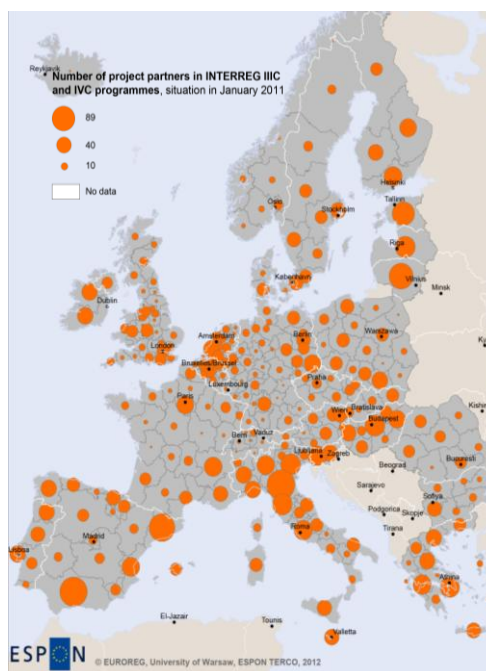 Reykjavik
Number of project partners in INTERREG IIIC
and IVC programmes, situation in January 2011
89
40
10
No data
Oslo
Helsinki
Tallinn
Stockholm
Riga
København
Vilnius
Minsk
Dublin
Amsterdam
Berlin
Warszawa
London
Bruxelles/Brussel
Praha
Luxembourg
Paris
Wien
Bratislava
Budapest
Bern
Vaduz
Ljubljana
Zagreb
Beograd
Bucuresti
Sarajevo
Sofiya
Podgorica
Skopje
Tirana
Roma
Madrid
Lisboa
Athina
El-Jazair
Tounis
Valletta
ESPON
© EUROREG, University of Warsaw, ESPON TERCO, 2012